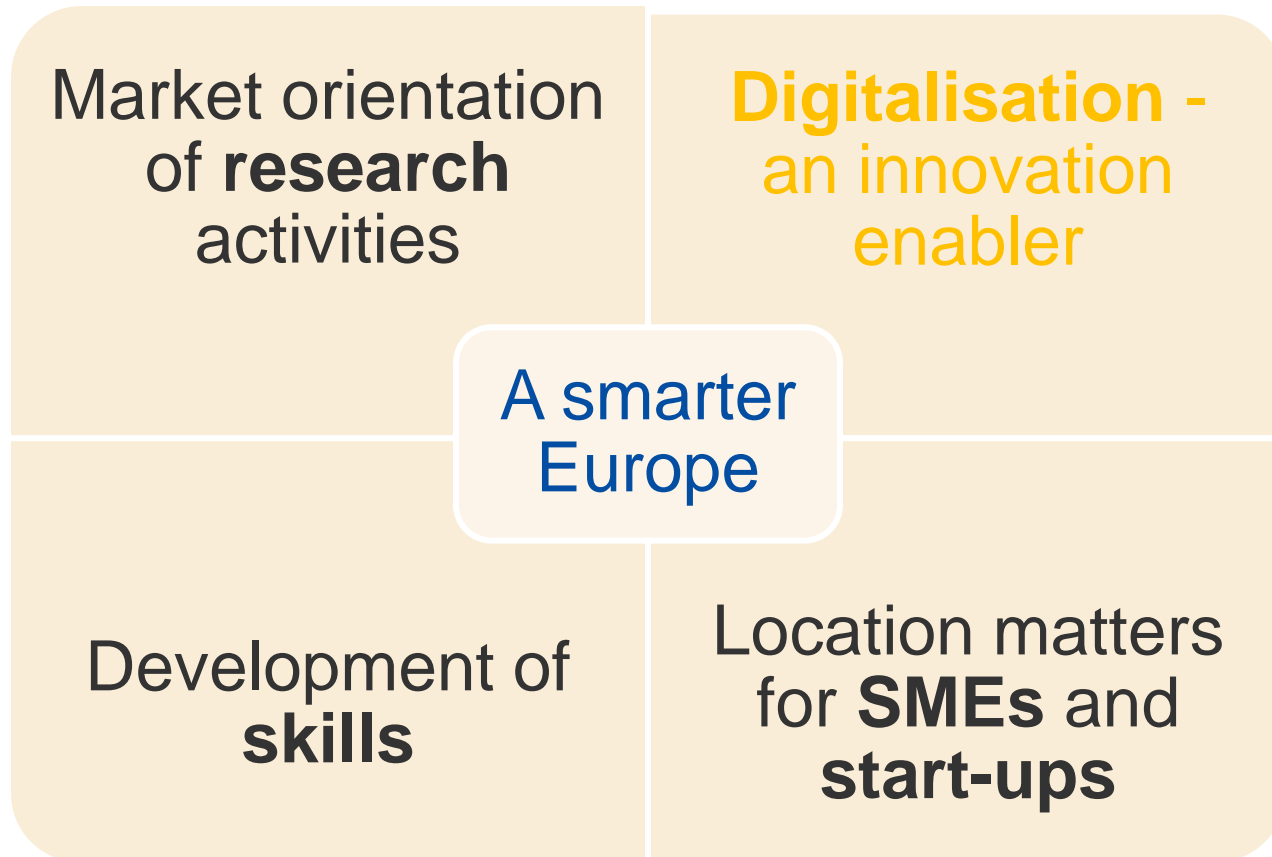 Market orientation
of research
activities
Digitalisation -
an innovation
enabler
A smarter
Europe
Development of
skills
Location matters
for SMEs and
start-ups